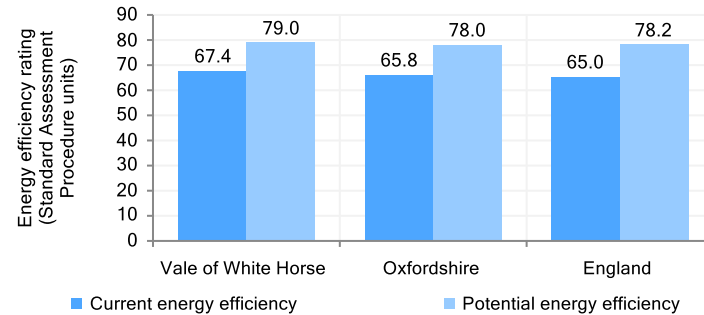 Energy efficiency rating
(Standard Assessment
Procedure units)
90
80
70
60
50
40
30
20
10
0
67.4
79.0
65.8
78.0
65.0
78.2
Vale of White Horse
Oxfordshire
England
Current energy efficiency
Potential energy efficiency